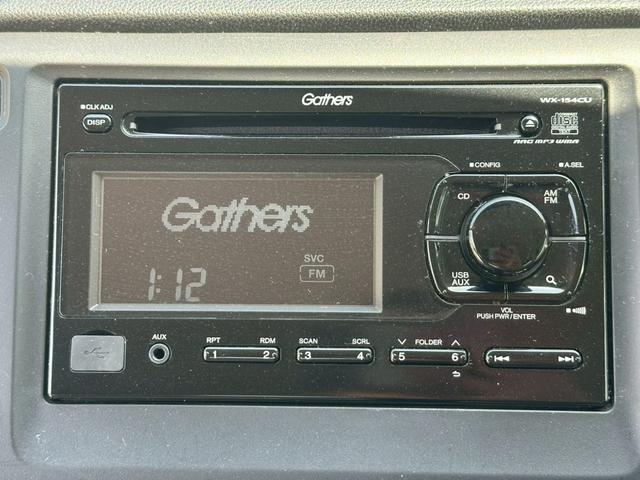 Gathers
WX-154CU
CLK ADJ
DISP
disc
AAC MP3 WMA
CONFIG
A.SEL
CD
AM
FM
Gathers
SVC
FM
1:12
USB
AUX
VOL
PUSH PWR/ENTER
AUX
RPT
RDM
SCAN
SCRL
FOLDER
1
2
3
4
5
6